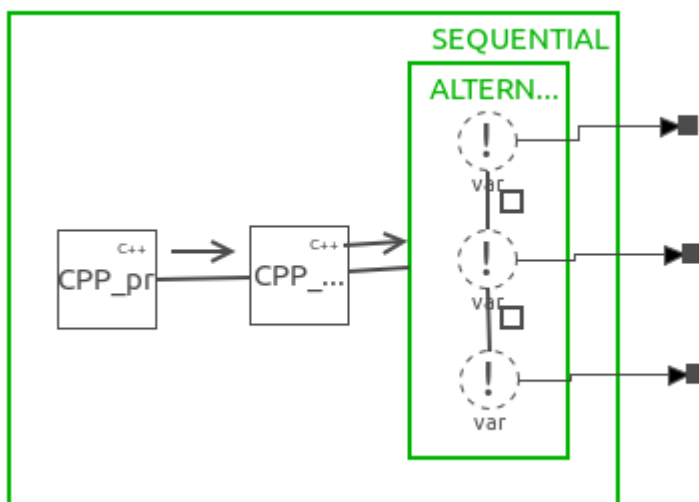 SEQUENTIAL
ALTERN...
!
var
C++
CPP_pr
C++
CPP_...
!
var
!
var